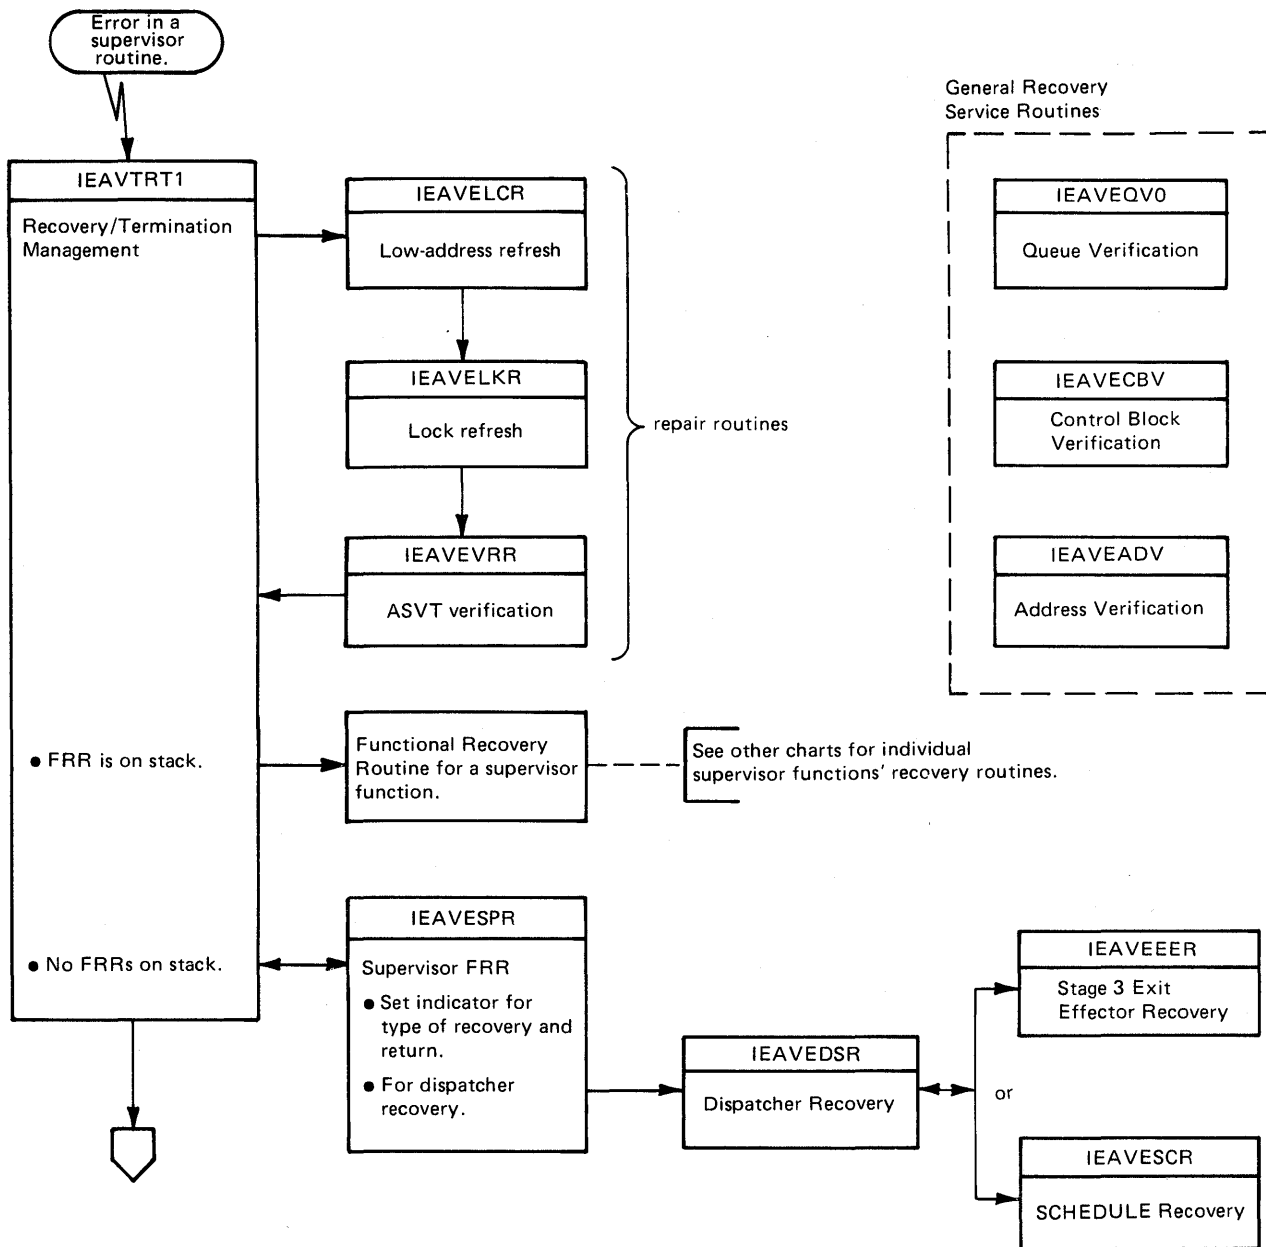 Error in a
supervisor
routine.
General Recovery
Service Routines
IEAVTRT1
Recovery/Termination
Management
IEAVELCR
Low-address refresh
IEAVELKR
Lock refresh
IEAVEVRR
ASVT verification
repair routines
IEAVEQV0
Queue Verification
IEAVECBV
Control Block
Verification
IEAVEADV
Address Verification
• FRR is on stack.
Functional Recovery
Routine for a supervisor
function.
See other charts for individual
supervisor functions' recovery routines.
• No FRRs on stack.
IEAVESPR
Supervisor FRR
• Set indicator for
type of recovery and
return.
• For dispatcher
recovery.
IEAVEDSR
Dispatcher Recovery
IEAVEEER
Stage 3 Exit
Effector Recovery
or
IEAVESCR
SCHEDULE Recovery